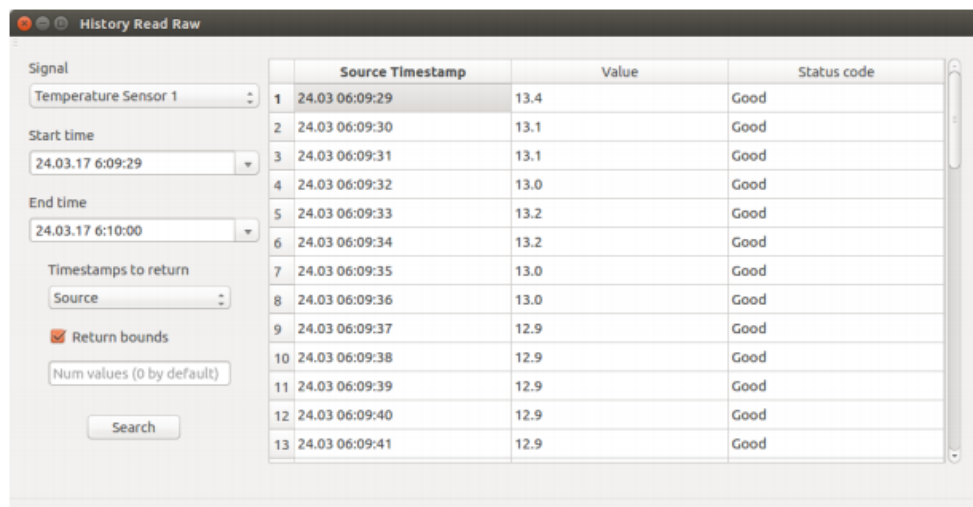 History Read Raw
Signal
Temperature Sensor 1
Start time
24.03.17 6:09:29
End time
24.03.17 6:10:00
Timestamps to return
Source
Return bounds
Num values (0 by default)
Search
Source Timestamp Value Status code
1 24.03 06:09:29 13.4 Good
2 24.03 06:09:30 13.1 Good
3 24.03 06:09:31 13.1 Good
4 24.03 06:09:32 13.0 Good
5 24.03 06:09:33 13.2 Good
6 24.03 06:09:34 13.2 Good
7 24.03 06:09:35 13.0 Good
8 24.03 06:09:36 13.0 Good
9 24.03 06:09:37 12.9 Good
10 24.03 06:09:38 12.9 Good
11 24.03 06:09:39 12.9 Good
12 24.03 06:09:40 12.9 Good
13 24.03 06:09:41 12.9 Good